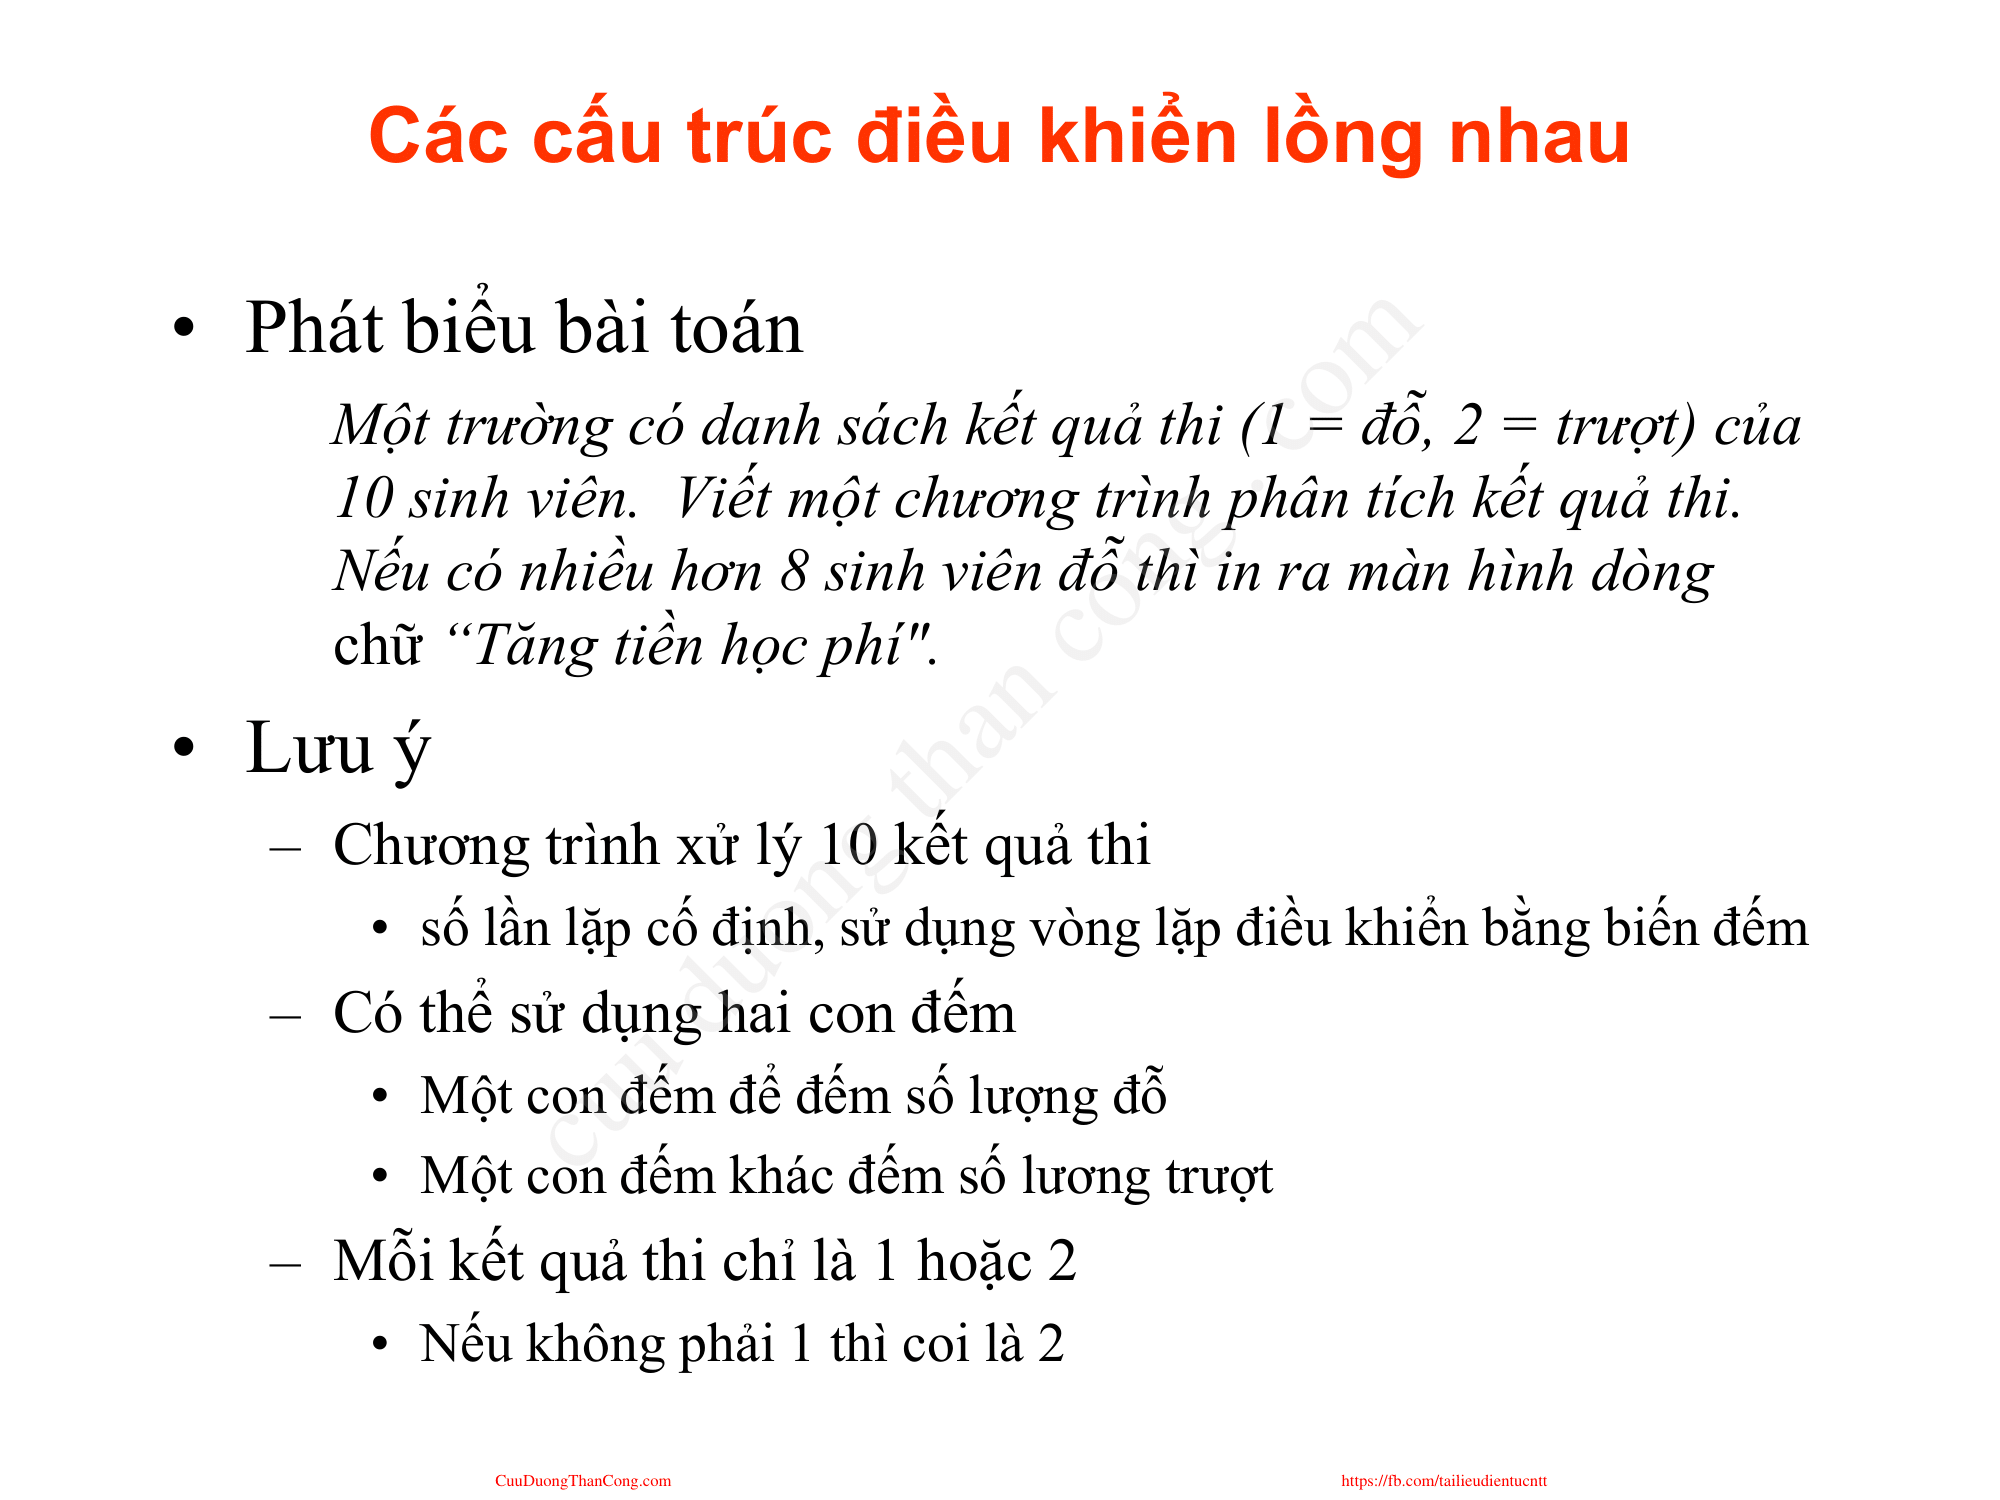 Các cấu trúc điều khiển lồng nhau
• Phát biểu bài toán
Một trường có danh sách kết quả thi (1 = đỗ, 2 = trượt) của
10 sinh viên. Viết một chương trình phân tích kết quả thi.
Nếu có nhiều hơn 8 sinh viên đỗ thì in ra màn hình dòng
chữ “Tăng tiền học phí".
• Lưu ý
– Chương trình xử lý 10 kết quả thi
• số lần lặp cố định, sử dụng vòng lặp điều khiển bằng biến đếm
– Có thể sử dụng hai con đếm
• Một con đếm để đếm số lượng đỗ
• Một con đếm khác đếm số lương trượt
– Mỗi kết quả thi chỉ là 1 hoặc 2
• Nếu không phải 1 thì coi là 2
cuu duong than cong . com
CuuDuongThanCong.com
https://fb.com/tailieudientucntt